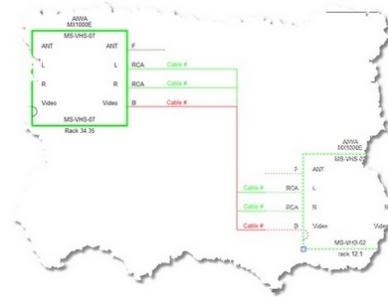 AIWA
MX1000E
MS-VHS-07
ANT ANT F
L L RCA Cable #
R R RCA Cable #
Video Video B Cable #
MS-VHS-07
Rack 34.35
AIWA
MX1000E
MS-VHS-02
F ANT
Cable # RCA L
Cable # RCA R
Cable # B Video
MS-VHS-02
rack 12.1